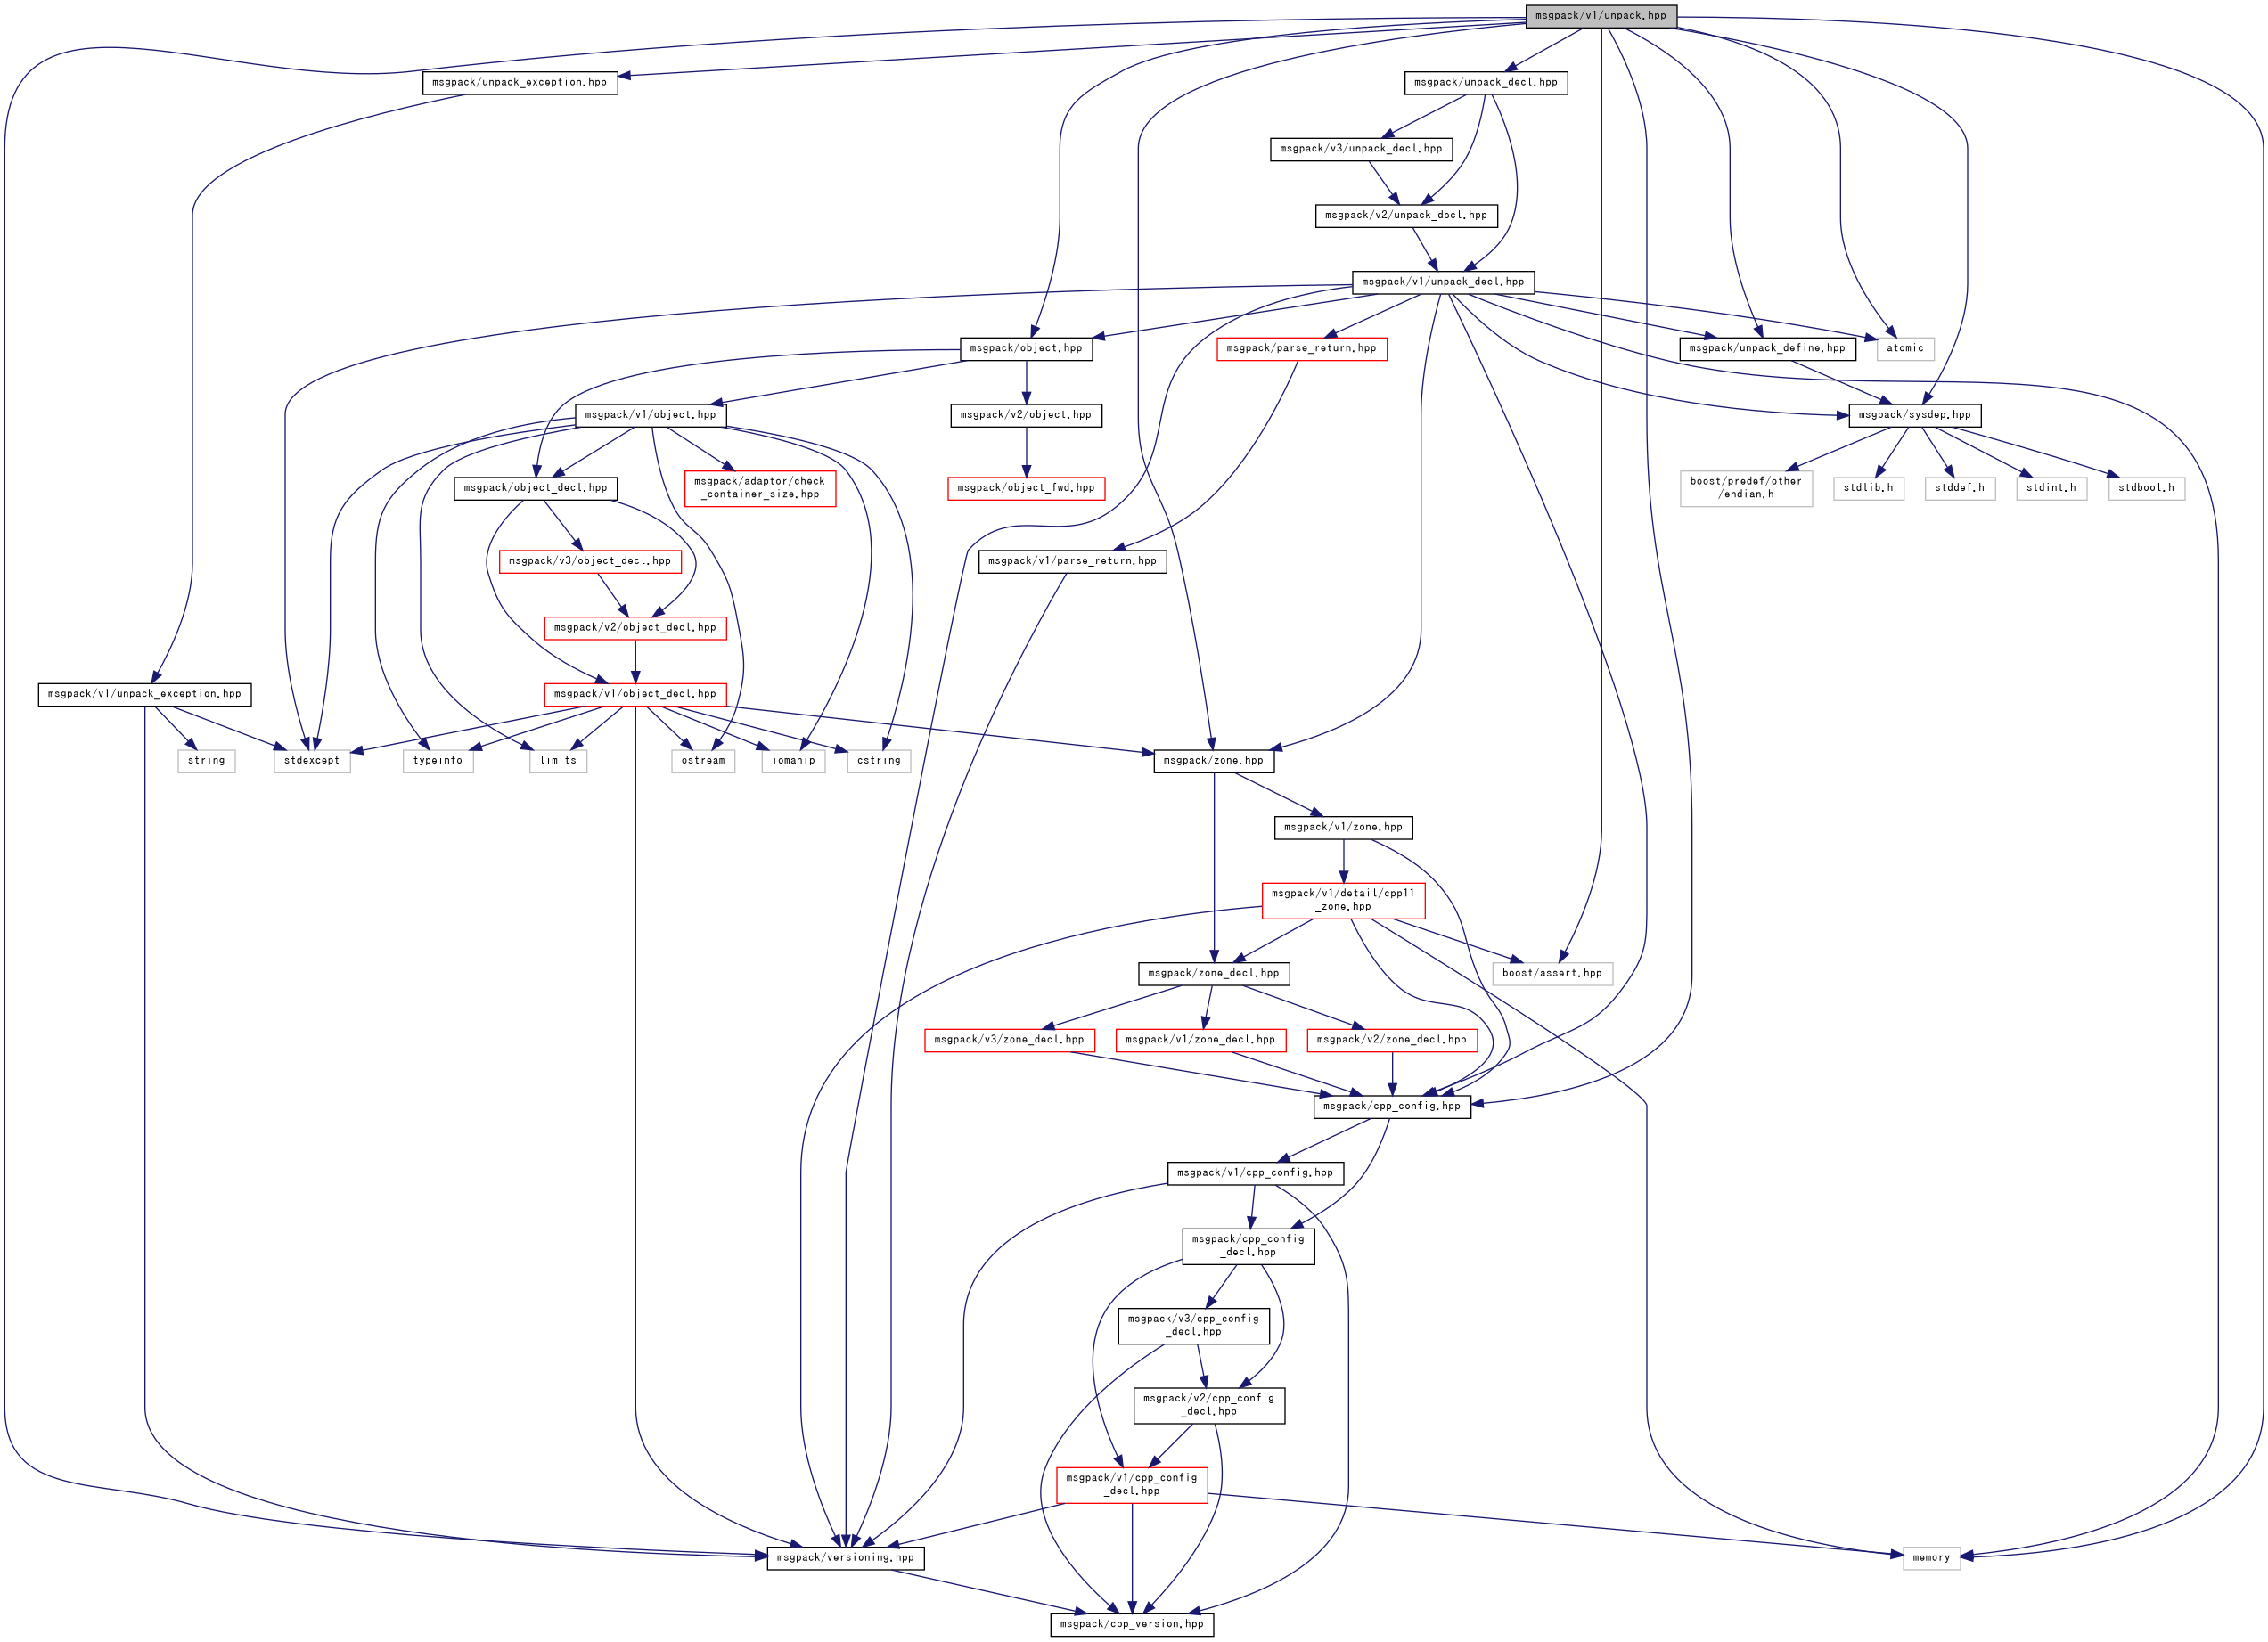 msgpack/v1/unpack.hpp
msgpack/unpack_exception.hpp
msgpack/unpack_decl.hpp
msgpack/v3/unpack_decl.hpp
msgpack/v2/unpack_decl.hpp
msgpack/v1/unpack_decl.hpp
msgpack/object.hpp
msgpack/parse_return.hpp
msgpack/unpack_define.hpp
atomic
msgpack/v1/object.hpp
msgpack/v2/object.hpp
msgpack/sysdep.hpp
msgpack/object_decl.hpp
msgpack/adaptor/check
_container_size.hpp
msgpack/object_fwd.hpp
boost/predef/other
/endian.h
stdlib.h
stddef.h
stdint.h
stdbool.h
msgpack/v3/object_decl.hpp
msgpack/v1/parse_return.hpp
msgpack/v2/object_decl.hpp
msgpack/v1/unpack_exception.hpp
msgpack/v1/object_decl.hpp
string
stdexcept
typeinfo
limits
ostream
iomanip
cstring
msgpack/zone.hpp
msgpack/v1/zone.hpp
msgpack/v1/detail/cpp11
_zone.hpp
msgpack/zone_decl.hpp
boost/assert.hpp
msgpack/v3/zone_decl.hpp
msgpack/v1/zone_decl.hpp
msgpack/v2/zone_decl.hpp
msgpack/cpp_config.hpp
msgpack/v1/cpp_config.hpp
msgpack/cpp_config
_decl.hpp
msgpack/v3/cpp_config
_decl.hpp
msgpack/v2/cpp_config
_decl.hpp
msgpack/v1/cpp_config
_decl.hpp
msgpack/versioning.hpp
memory
msgpack/cpp_version.hpp